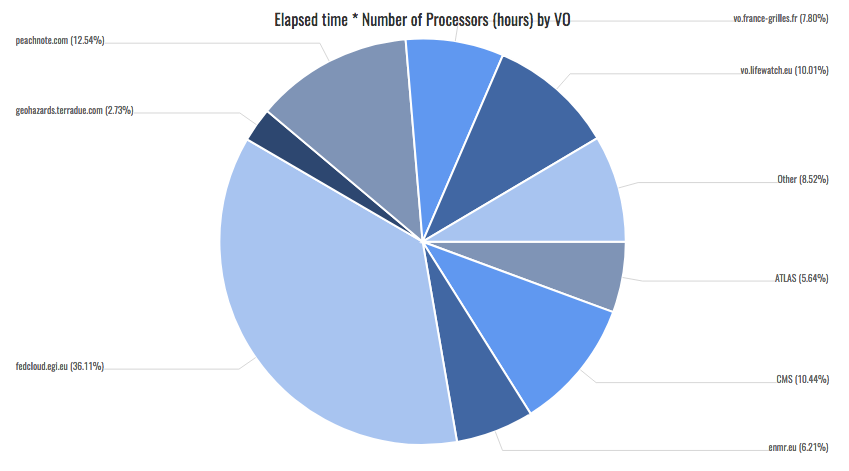 Elapsed time * Number of Processors (hours) by VO
vo.france-grilles.fr (7.80%)
peachnote.com (12.54%)
vo.lifewatch.eu (10.01%)
geohazards.terradue.com (2.73%)
Other (8.52%)
ATLAS (5.64%)
fedcloud.egi.eu (36.11%)
CMS (10.44%)
enmr.eu (6.21%)